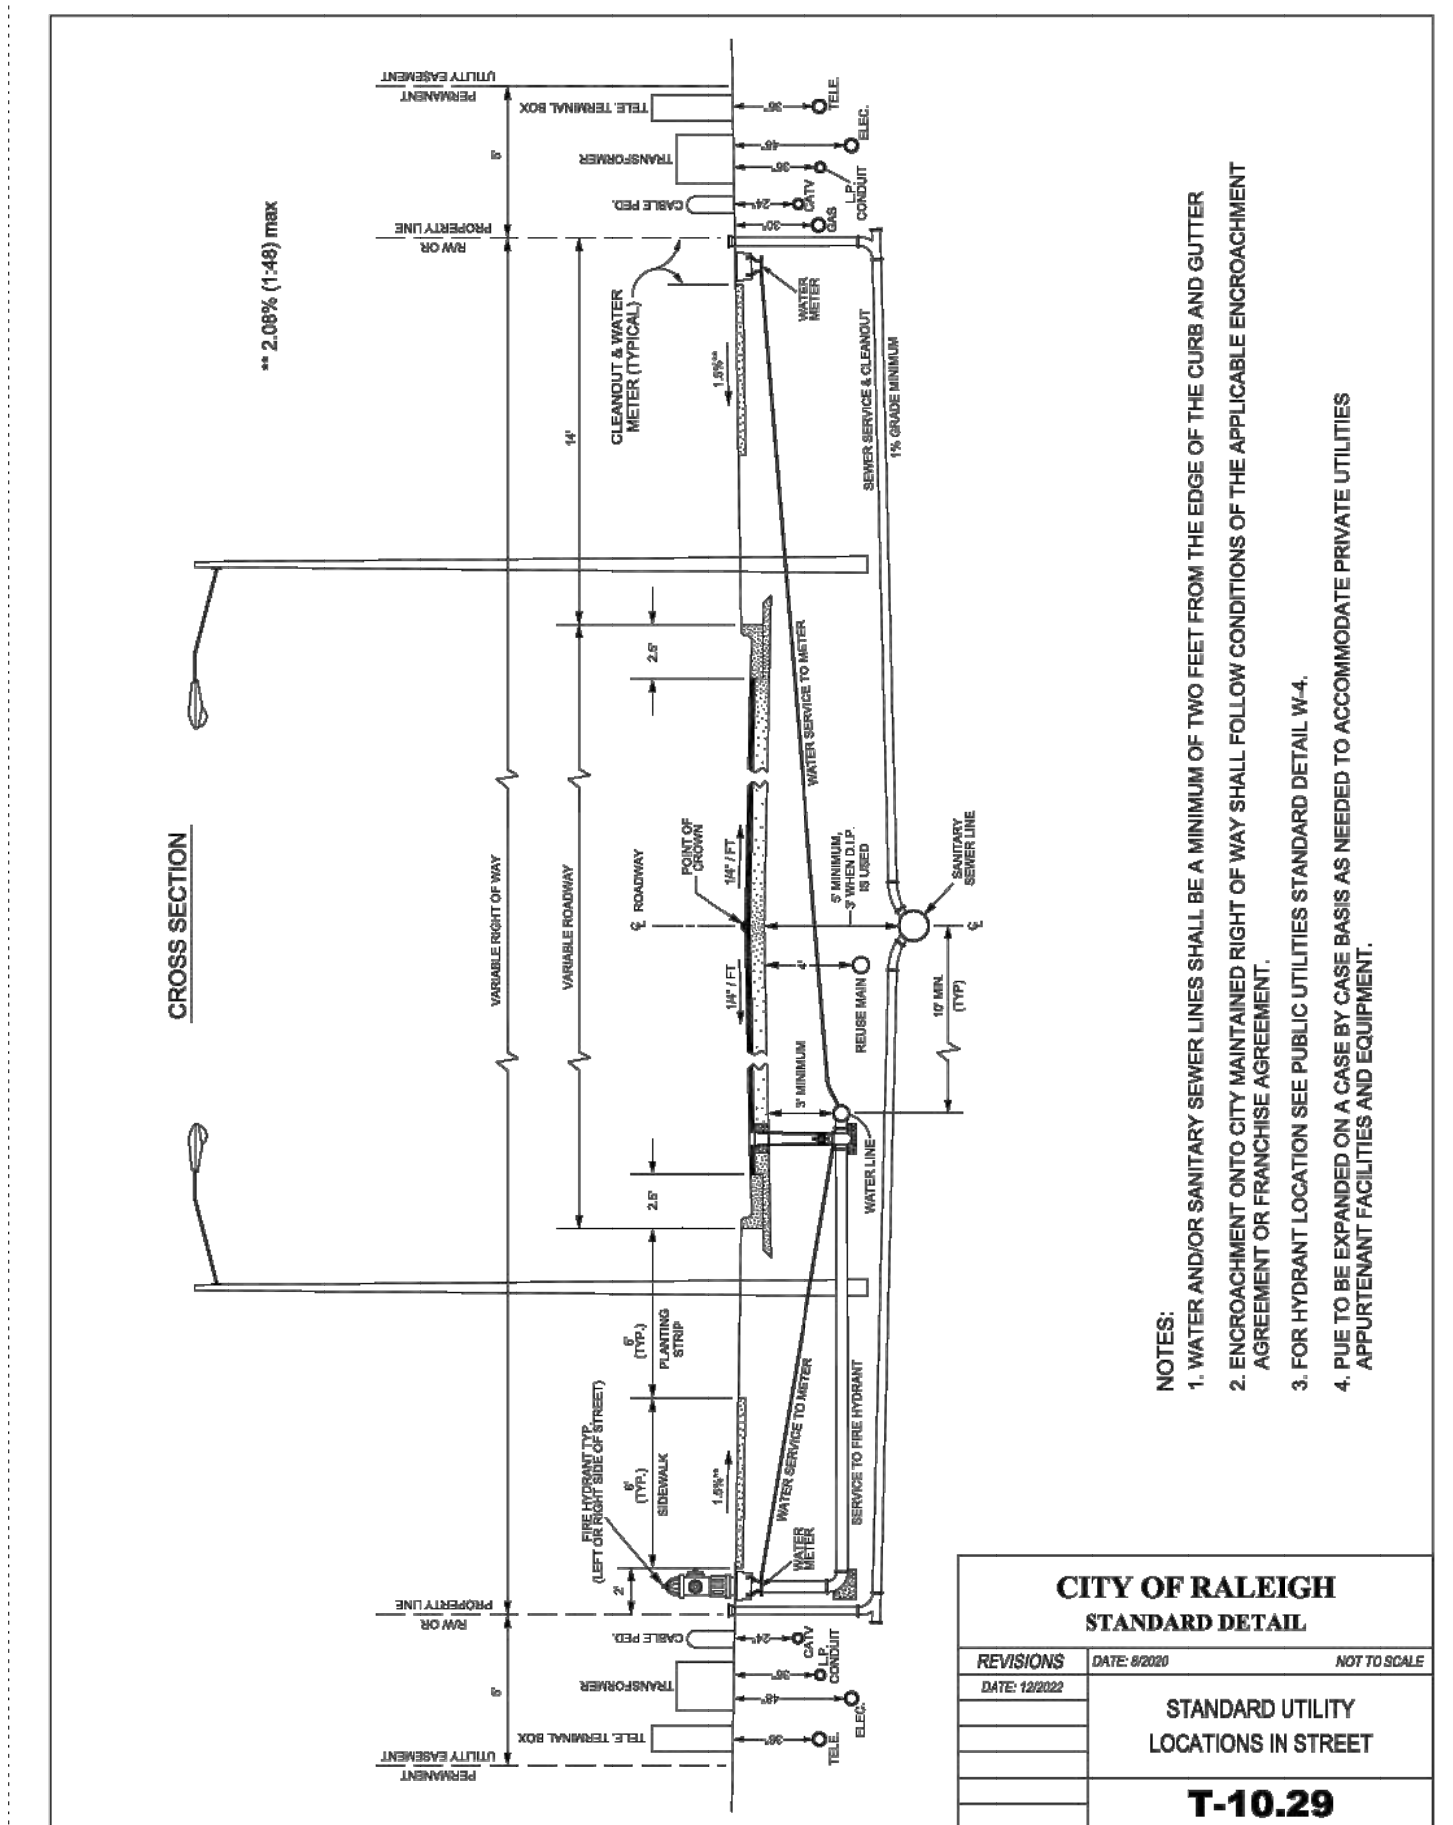 CROSS SECTION
** 2.08% (1:48) max
VARIABLE RIGHT OF WAY
VARIABLE ROADWAY
14'
5'
UTILITY EASEMENT
PERMANENT
PROPERTY LINE
R/W OR
TELE. TERMINAL BOX
TRANSFORMER
CABLE PED.
CLEANOUT & WATER
METER (TYPICAL)
1.5%**
36"
TELE.
48"
ELEC.
36"
L.P.
CONDUIT
24"
CATV
30"
GAS
WATER
METER
SEWER SERVICE & CLEANOUT
1% GRADE MINIMUM
2.5'
WATER SERVICE TO METER
℄ ROADWAY
POINT OF
CROWN
1/4" / FT
1/4" / FT
5' MINIMUM,
3' WHEN D.I.P.
IS USED
SANITARY
SEWER LINE
℄
4'
REUSE MAIN
10' MIN.
(TYP)
3' MINIMUM
WATER LINE
2.5'
6'
(TYP.)
PLANTING
STRIP
FIRE HYDRANT TYP.
(LEFT OR RIGHT SIDE OF STREET)
6'
(TYP.)
SIDEWALK
1.5%**
2'
WATER SERVICE TO METER
SERVICE TO FIRE HYDRANT
WATER
METER
PROPERTY LINE
R/W OR
5'
UTILITY EASEMENT
PERMANENT
CABLE PED.
TRANSFORMER
TELE. TERMINAL BOX
24"
CATV
36"
L.P.
CONDUIT
48"
ELEC.
36"
TELE.
NOTES:
1. WATER AND/OR SANITARY SEWER LINES SHALL BE A MINIMUM OF TWO FEET FROM THE EDGE OF THE CURB AND GUTTER
2. ENCROACHMENT ONTO CITY MAINTAINED RIGHT OF WAY SHALL FOLLOW CONDITIONS OF THE APPLICABLE ENCROACHMENT
AGREEMENT OR FRANCHISE AGREEMENT.
3. FOR HYDRANT LOCATION SEE PUBLIC UTILITIES STANDARD DETAIL W-4.
4. PUE TO BE EXPANDED ON A CASE BY CASE BASIS AS NEEDED TO ACCOMMODATE PRIVATE UTILITIES
APPURTENANT FACILITIES AND EQUIPMENT.
CITY OF RALEIGH
STANDARD DETAIL
REVISIONS
DATE: 8/2020
NOT TO SCALE
DATE: 12/2022
STANDARD UTILITY
LOCATIONS IN STREET
T-10.29